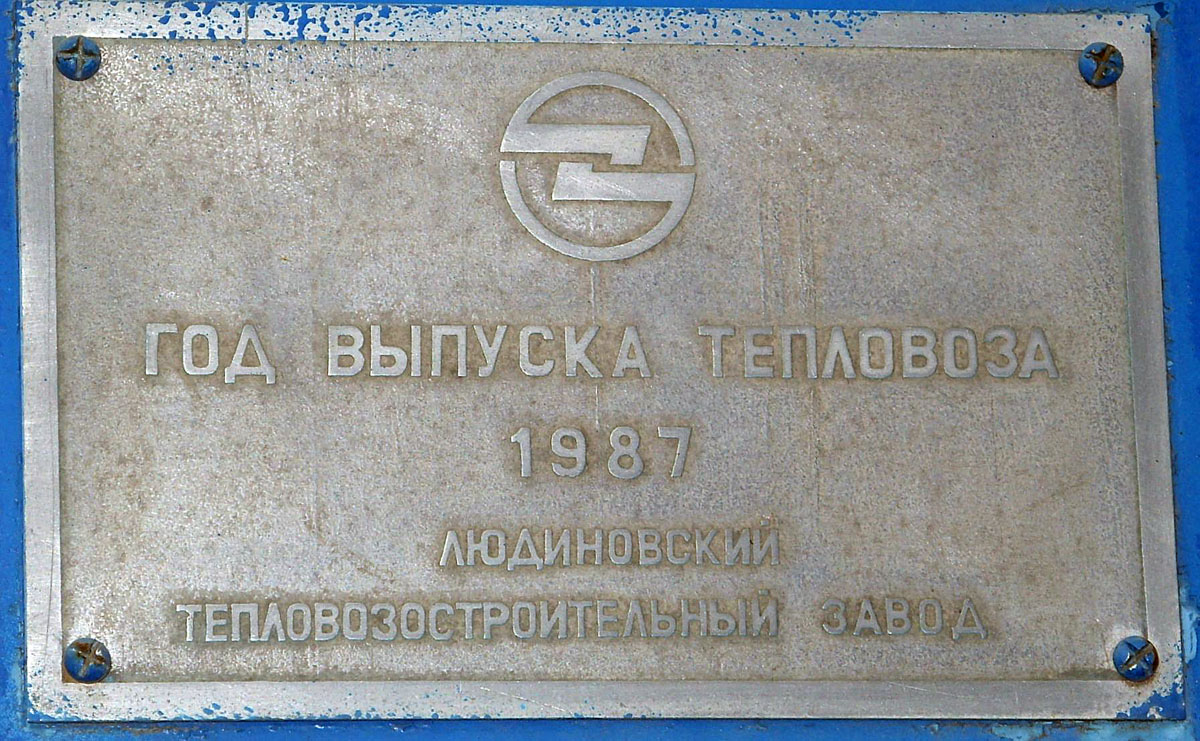 ГОД ВЫПУСКА ТЕПЛОВОЗА
1987
ЛЮДИНОВСКИЙ
ТЕПЛОВОЗОСТРОИТЕЛЬНЫЙ ЗАВОД